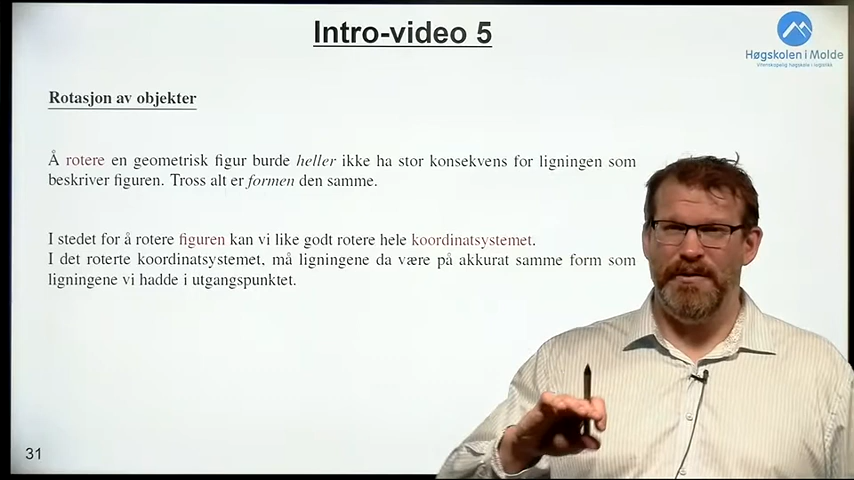 Intro-video 5
Høgskolen i Molde
Vitenskapelig høgskole i logistikk
Rotasjon av objekter
Å rotere en geometrisk figur burde heller ikke ha stor konsekvens for ligningen som
beskriver figuren. Tross alt er formen den samme.
I stedet for å rotere figuren kan vi like godt rotere hele koordinatsystemet.
I det roterte koordinatsystemet, må ligningene da være på akkurat samme form som
ligningene vi hadde i utgangspunktet.
31